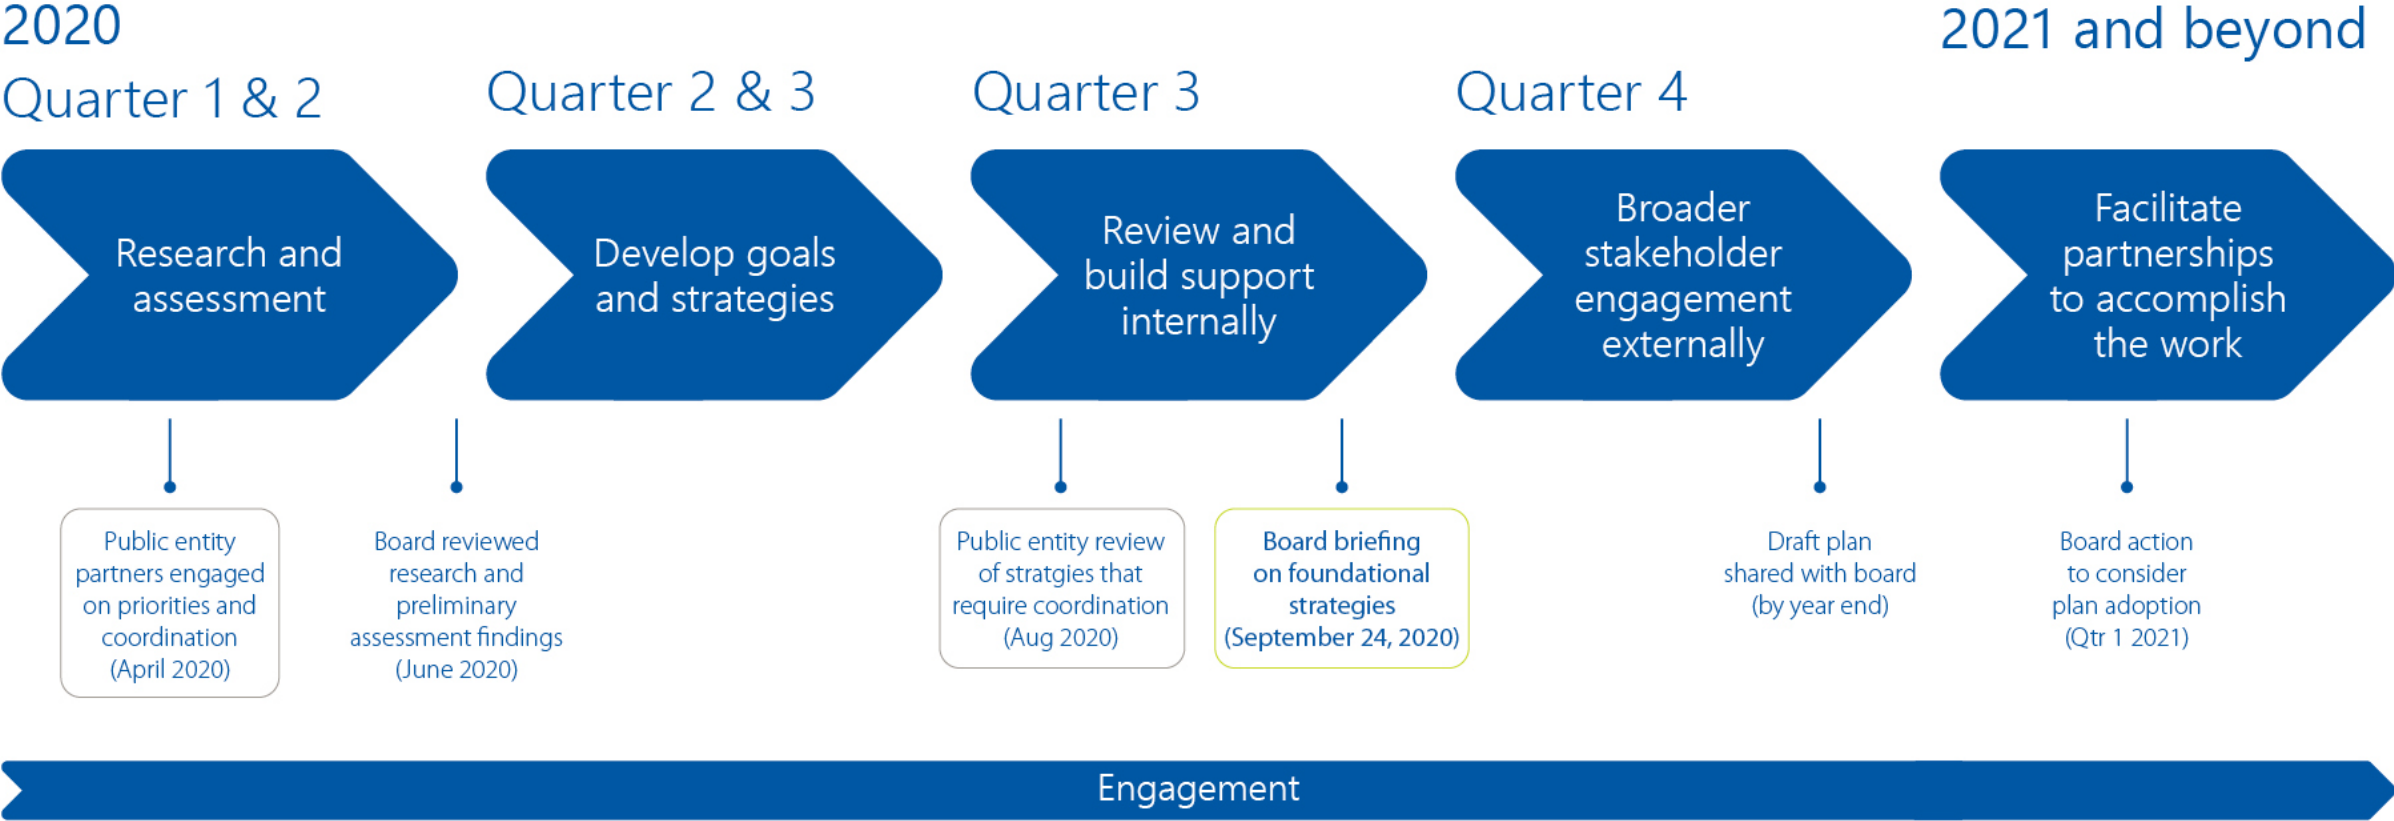 2020
2021 and beyond
Quarter 1 & 2
Quarter 2 & 3
Quarter 3
Quarter 4
Research and
assessment
Develop goals
and strategies
Review and
build support
internally
Broader
stakeholder
engagement
externally
Facilitate
partnerships
to accomplish
the work
Public entity
partners engaged
on priorities and
coordination
(April 2020)
Board reviewed
research and
preliminary
assessment findings
(June 2020)
Public entity review
of stratgies that
require coordination
(Aug 2020)
Board briefing
on foundational
strategies
(September 24, 2020)
Draft plan
shared with board
(by year end)
Board action
to consider
plan adoption
(Qtr 1 2021)
Engagement